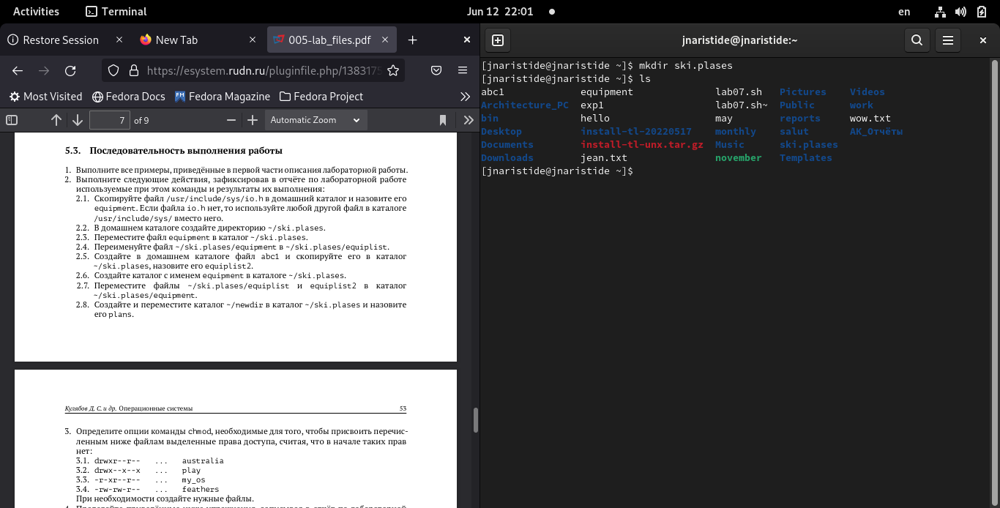 Activities
Terminal
Jun 12 22:01
en
Restore Session
New Tab
005-lab_files.pdf
jnaristide@jnaristide:~
https://esystem.rudn.ru/pluginfile.php/1383175
Most Visited
Fedora Docs
Fedora Magazine
Fedora Project
7 of 9
Automatic Zoom
5.3. Последовательность выполнения работы
1. Выполните все примеры, приведённые в первой части описания лабораторной работы.
2. Выполните следующие действия, зафиксировав в отчёте по лабораторной работе
используемые при этом команды и результаты их выполнения:
2.1. Скопируйте файл /usr/include/sys/io.h в домашний каталог и назовите его
equipment. Если файла io.h нет, то используйте любой другой файл в каталоге
/usr/include/sys/ вместо него.
2.2. В домашнем каталоге создайте директорию ~/ski.plases.
2.3. Переместите файл equipment в каталог ~/ski.plases.
2.4. Переименуйте файл ~/ski.plases/equipment в ~/ski.plases/equiplist.
2.5. Создайте в домашнем каталоге файл abc1 и скопируйте его в каталог
~/ski.plases, назовите его equiplist2.
2.6. Создайте каталог с именем equipment в каталоге ~/ski.plases.
2.7. Переместите файлы ~/ski.plases/equiplist и equiplist2 в каталог
~/ski.plases/equipment.
2.8. Создайте и переместите каталог ~/newdir в каталог ~/ski.plases и назовите
его plans.
Кулябов Д. С. и др. Операционные системы 53
3. Определите опции команды chmod, необходимые для того, чтобы присвоить перечис-
ленным ниже файлам выделенные права доступа, считая, что в начале таких прав
нет:
3.1. drwxr--r-- ... australia
3.2. drwx--x--x ... play
3.3. -r-xr--r-- ... my_os
3.4. -rw-rw-r-- ... feathers
При необходимости создайте нужные файлы.
[jnaristide@jnaristide ~]$ mkdir ski.plases
[jnaristide@jnaristide ~]$ ls
abc1 equipment lab07.sh Pictures Videos
Architecture_PC exp1 lab07.sh~ Public work
bin hello may reports wow.txt
Desktop install-tl-20220517 monthly salut АК_Отчёты
Documents install-tl-unx.tar.gz Music ski.plases
Downloads jean.txt november Templates
[jnaristide@jnaristide ~]$